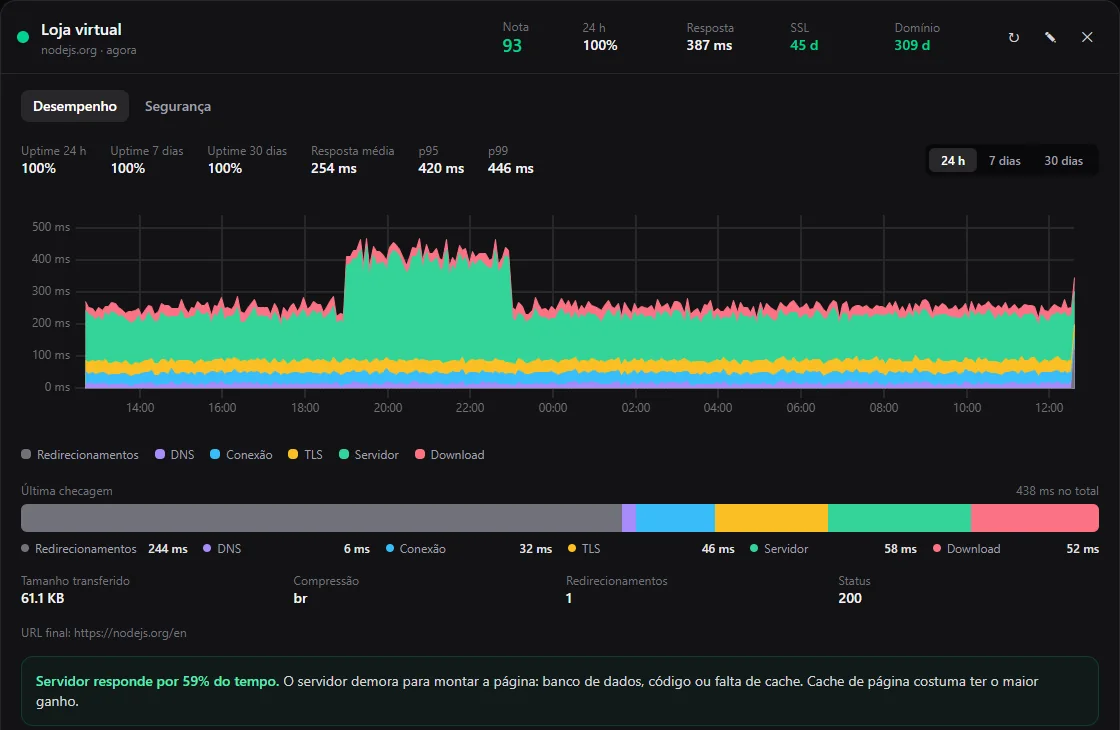 Loja virtual
nodejs.org · agora
Nota
93
24 h
100%
Resposta
387 ms
SSL
45 d
Domínio
309 d
Desempenho
Segurança
Uptime 24 h
100%
Uptime 7 dias
100%
Uptime 30 dias
100%
Resposta média
254 ms
p95
420 ms
p99
446 ms
24 h
7 dias
30 dias
500 ms
400 ms
300 ms
200 ms
100 ms
0 ms
14:00 16:00 18:00 20:00 22:00 00:00 02:00 04:00 06:00 08:00 10:00 12:00
Redirecionamentos DNS Conexão TLS Servidor Download
Última checagem
438 ms no total
Redirecionamentos 244 ms DNS 6 ms Conexão 32 ms TLS 46 ms Servidor 58 ms Download 52 ms
Tamanho transferido
61.1 KB
Compressão
br
Redirecionamentos
1
Status
200
URL final: https://nodejs.org/en
Servidor responde por 59% do tempo. O servidor demora para montar a página: banco de dados, código ou falta de cache. Cache de página costuma ter o maior
ganho.